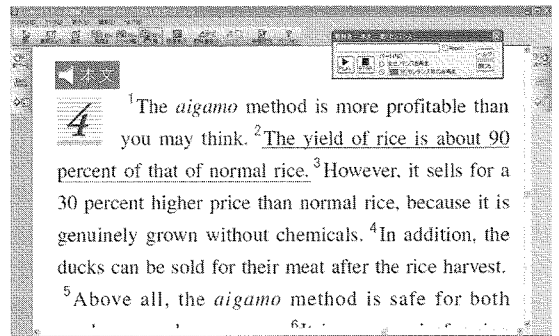 本文
4
¹The aigamo method is more profitable than
you may think. ²The yield of rice is about 90
percent of that of normal rice. ³However, it sells for a
30 percent higher price than normal rice, because it is
genuinely grown without chemicals. ⁴In addition, the
ducks can be sold for their meat after the rice harvest.
⁵Above all, the aigamo method is safe for both